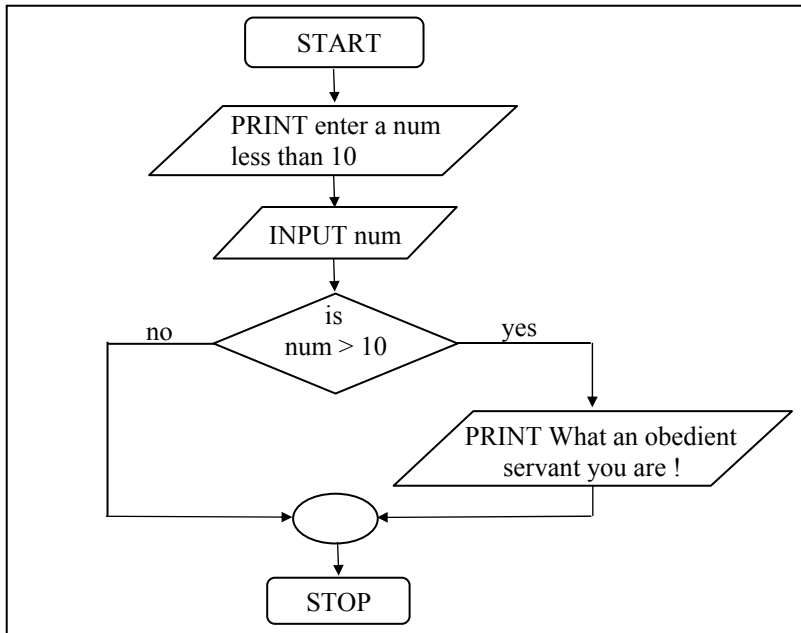 START
PRINT enter a num
less than 10
INPUT num
is
num > 10
no
yes
PRINT What an obedient
servant you are !
STOP